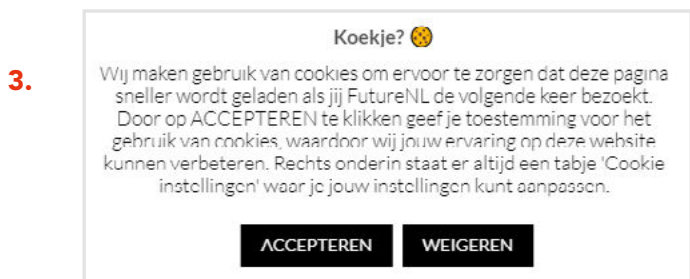 Koekje? 🍪
3.
Wij maken gebruik van cookies om ervoor te zorgen dat deze pagina
sneller wordt geladen als jij FutureNL de volgende keer bezoekt.
Door op ACCEPTEREN te klikken geef je toestemming voor het
gebruik van cookies, waardoor wij jouw ervaring op deze website
kunnen verbeteren. Rechts onderin staat er altijd een tabje 'Cookie
instellingen' waar je jouw instellingen kunt aanpassen.
ACCEPTEREN WEIGEREN